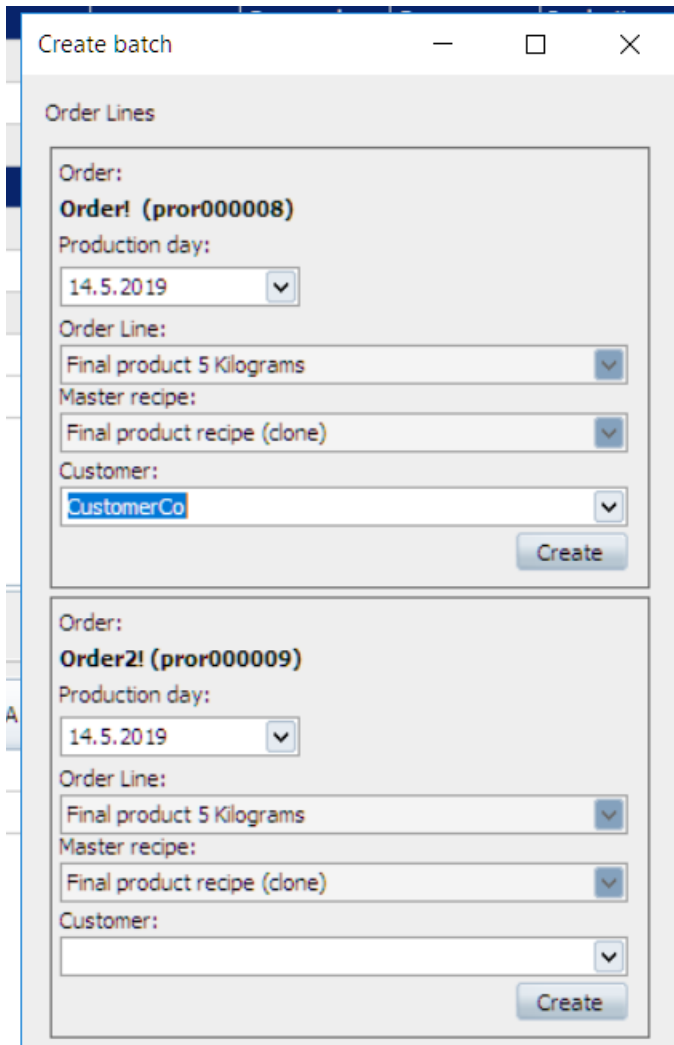 Create batch
Order Lines
Order:
Order! (pror000008)
Production day:
14.5.2019
Order Line:
Final product 5 Kilograms
Master recipe:
Final product recipe (clone)
Customer:
CustomerCo
Create
Order:
Order2! (pror000009)
Production day:
14.5.2019
Order Line:
Final product 5 Kilograms
Master recipe:
Final product recipe (clone)
Customer:
Create
A